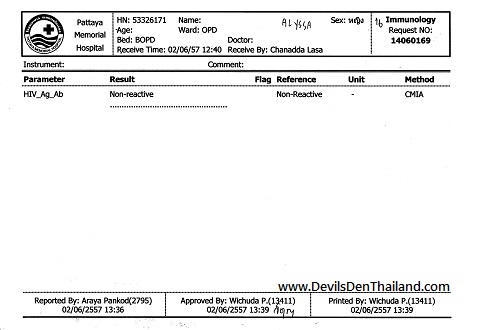 Pattaya Memorial Hospital
HN: 53326171 Name: ALYSSA Sex: หญิง
Age: Ward: OPD
Bed: BOPD Doctor:
Receive Time: 02/06/57 12:40 Receive By: Chanadda Lasa
Immunology
Request NO:
14060169
Instrument: Comment:
Parameter Result Flag Reference Unit Method
HIV_Ag_Ab Non-reactive Non-Reactive - CMIA
www.DevilsDenThailand.com
Reported By: Araya Pankod(2795) Approved By: Wichuda P.(13411) Printed By: Wichuda P.(13411)
02/06/2557 13:36 02/06/2557 13:39 02/06/2557 13:39